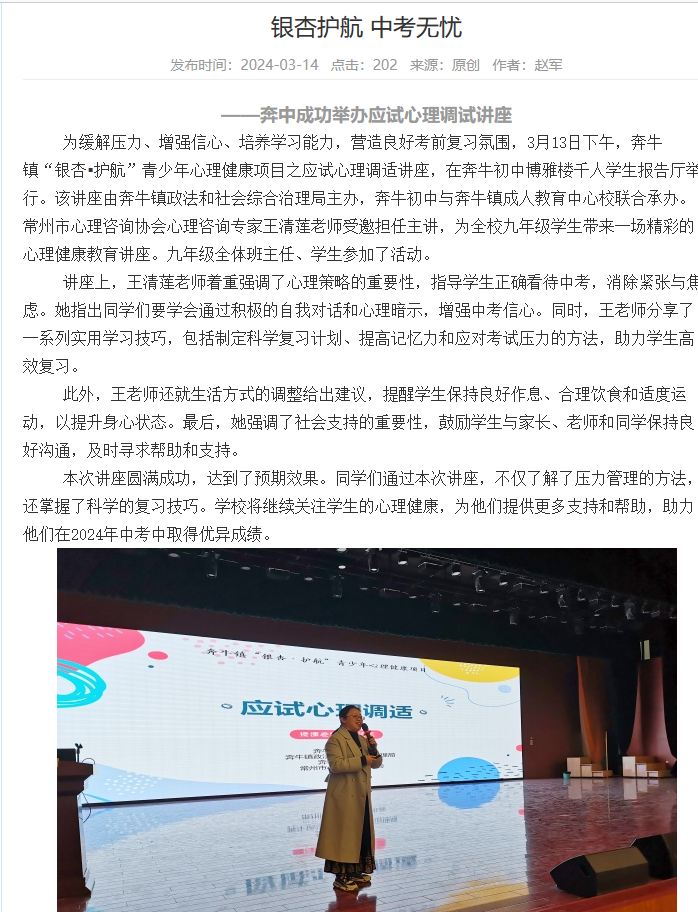 银杏护航 中考无忧
发布时间：2024-03-14 点击：202 来源：原创 作者：赵军
——奔中成功举办应试心理调试讲座
为缓解压力、增强信心、培养学习能力，营造良好考前复习氛围，3月13日下午，奔牛
镇“银杏▪护航”青少年心理健康项目之应试心理调适讲座，在奔牛初中博雅楼千人学生报告厅举
行。该讲座由奔牛镇政法和社会综合治理局主办，奔牛初中与奔牛镇成人教育中心校联合承办。
常州市心理咨询协会心理咨询专家王清莲老师受邀担任主讲，为全校九年级学生带来一场精彩的
心理健康教育讲座。九年级全体班主任、学生参加了活动。
讲座上，王清莲老师着重强调了心理策略的重要性，指导学生正确看待中考，消除紧张与焦
虑。她指出同学们要学会通过积极的自我对话和心理暗示，增强中考信心。同时，王老师分享了
一系列实用学习技巧，包括制定科学复习计划、提高记忆力和应对考试压力的方法，助力学生高
效复习。
此外，王老师还就生活方式的调整给出建议，提醒学生保持良好作息、合理饮食和适度运
动，以提升身心状态。最后，她强调了社会支持的重要性，鼓励学生与家长、老师和同学保持良
好沟通，及时寻求帮助和支持。
本次讲座圆满成功，达到了预期效果。同学们通过本次讲座，不仅了解了压力管理的方法，
还掌握了科学的复习技巧。学校将继续关注学生的心理健康，为他们提供更多支持和帮助，助力
他们在2024年中考中取得优异成绩。
奔牛镇“银杏·护航”青少年心理健康项目
应试心理调适
奔牛镇政
常州市